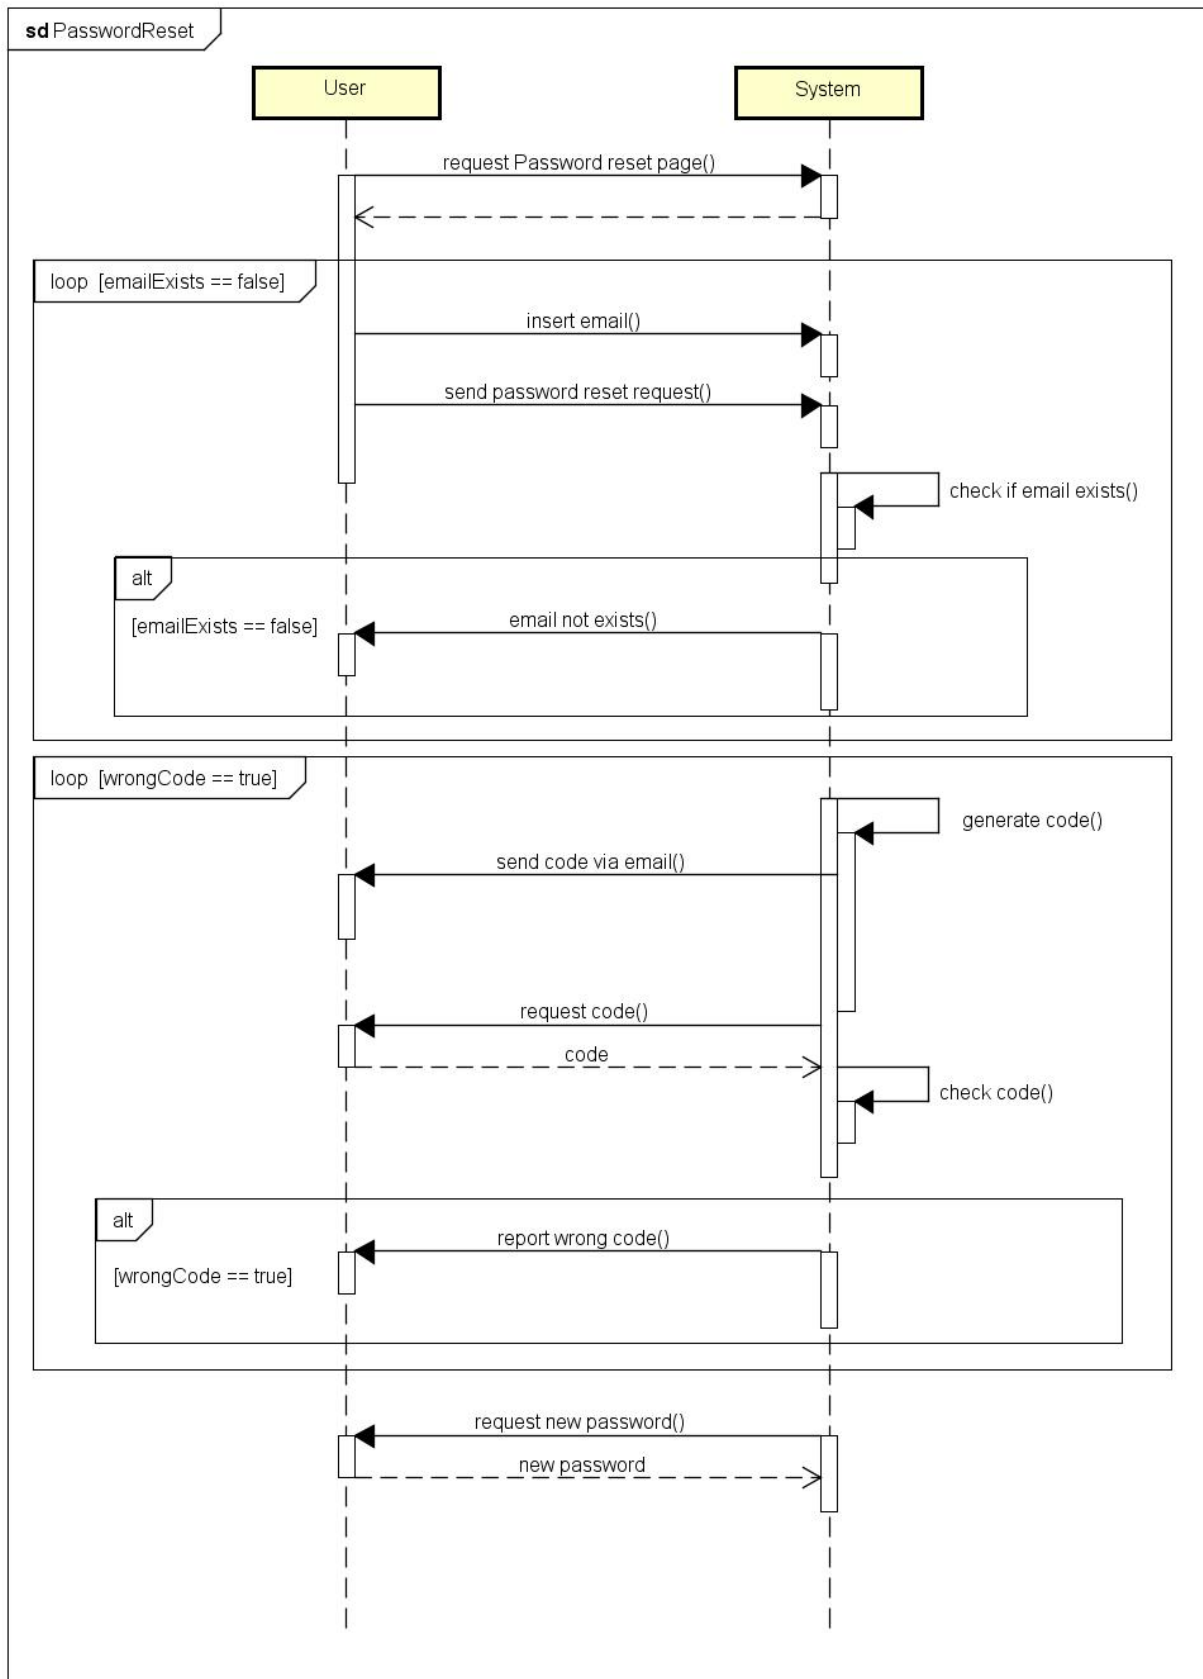 sd PasswordReset
User
System
request Password reset page()
loop [emailExists == false]
insert email()
send password reset request()
check if email exists()
alt
[emailExists == false]
email not exists()
loop [wrongCode == true]
generate code()
send code via email()
request code()
code
check code()
alt
report wrong code()
[wrongCode == true]
request new password()
new password